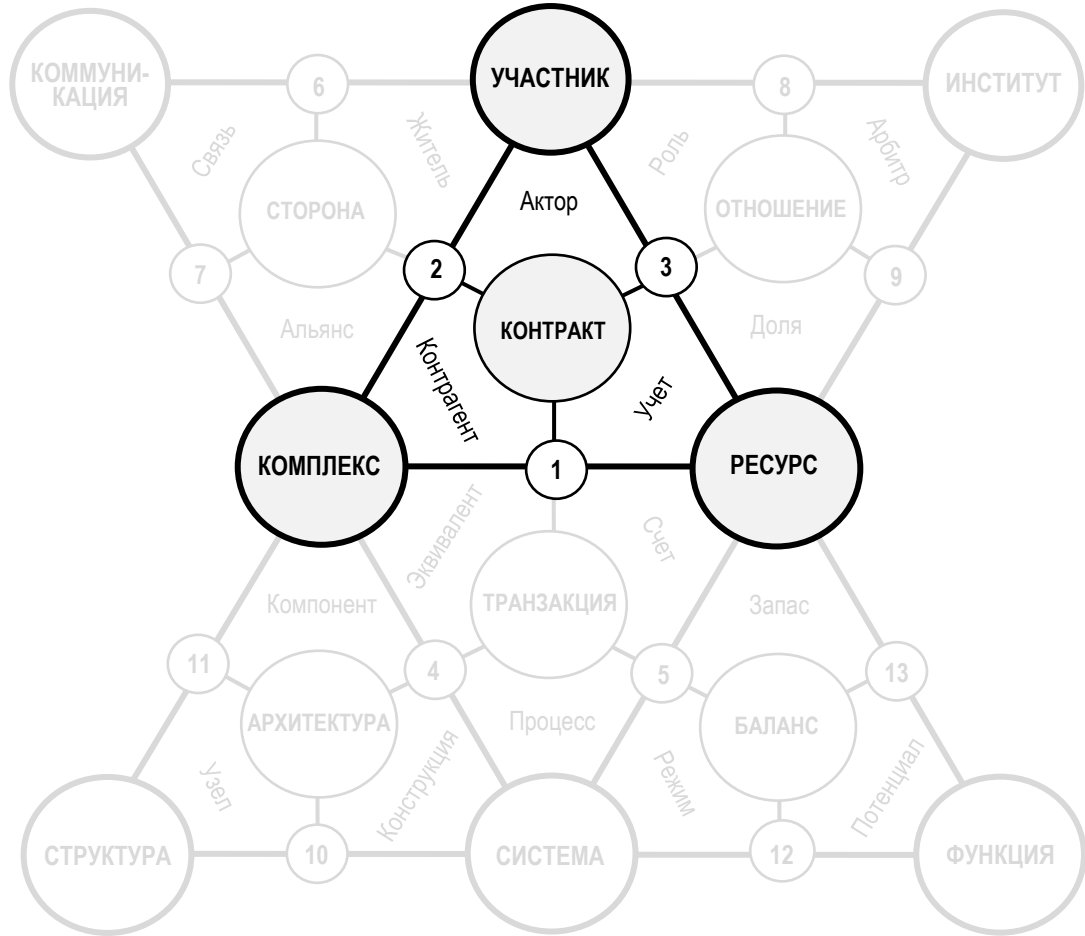 КОММУНИ-
КАЦИЯ
6
УЧАСТНИК
8
ИНСТИТУТ
Связь
Житель
Роль
Арбитр
Актор
СТОРОНА
ОТНОШЕНИЕ
7
2
3
9
Альянс
КОНТРАКТ
Доля
Контрагент
Учет
КОМПЛЕКС
1
РЕСУРС
Эквивалент
Счет
Компонент
ТРАНЗАКЦИЯ
Запас
11
4
5
13
АРХИТЕКТУРА
Процесс
БАЛАНС
Узел
Конструкция
Режим
Потенциал
СТРУКТУРА
10
СИСТЕМА
12
ФУНКЦИЯ